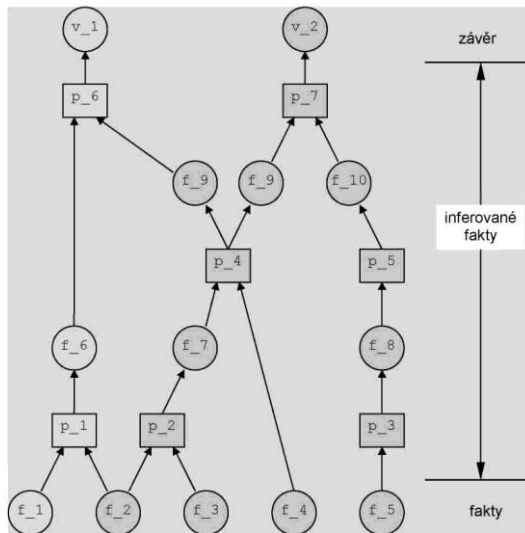 v_1
v_2
závěr
p_6
p_7
f_9
f_9
f_10
inferované
fakty
p_4
p_5
f_6
f_7
f_8
p_1
p_2
p_3
f_1
f_2
f_3
f_4
f_5
fakty